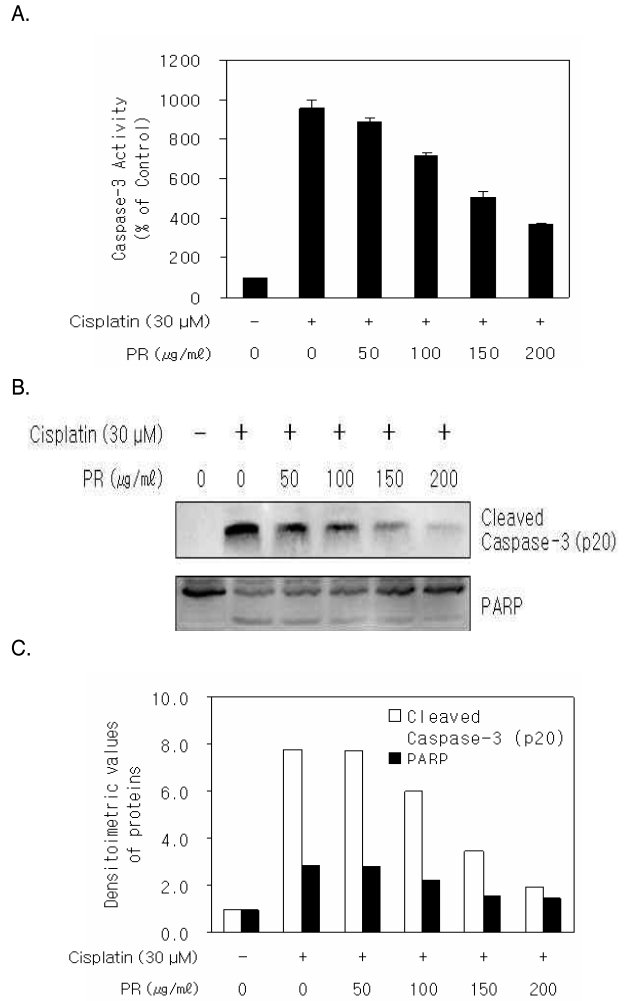 A.
1200
1000
800
600
400
200
0
Caspase-3 Activity
(% of Control)
Cisplatin (30 μM) − + + + + +
PR (㎍/㎖) 0 0 50 100 150 200
B.
Cisplatin (30 μM) − + + + + +
PR (㎍/㎖) 0 0 50 100 150 200
Cleaved
Caspase-3 (p20)
PARP
C.
10.0
8.0
6.0
4.0
2.0
0.0
Densitoimetric values
of proteins
Cleaved
Caspase-3 (p20)
PARP
Cisplatin (30 μM) − + + + + +
PR (㎍/㎖) 0 0 50 100 150 200